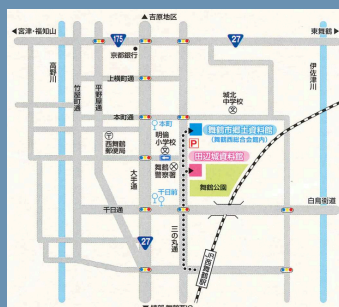 ▲吉原地区
◀宮津・福知山
175
27
東舞鶴▶
京都銀行
高野川
竹屋町通
平野屋通
上横町通
城北
中学校
伊佐津川
本町通
本町
舞鶴市郷土資料館
(舞鶴西総合会館内)
西舞鶴
郵便局
明倫
小学校
P
田辺城資料館
大手通
舞鶴
警察署
舞鶴公園
千日前
千日通
白鳥街道
三の丸通
27
JR西舞鶴駅